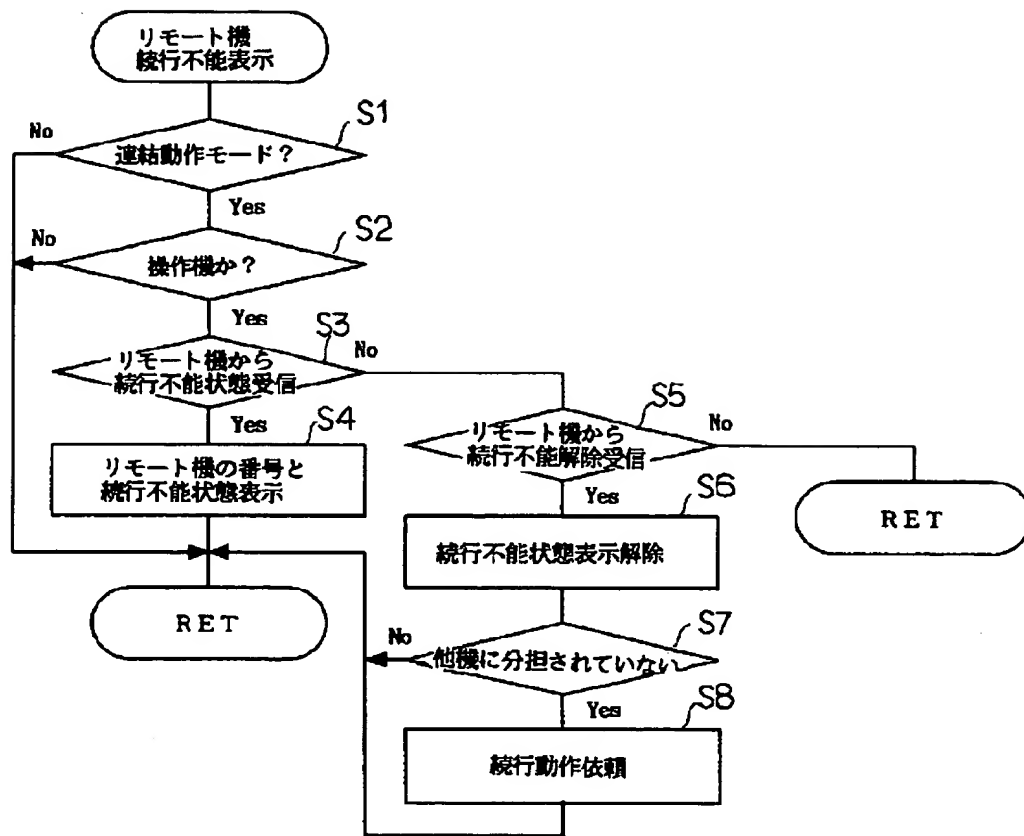 リモート機
続行不能表示
S1
No
連結動作モード？
Yes
S2
No
操作機か？
Yes
S3
リモート機から
続行不能状態受信
No
Yes
S4
リモート機の番号と
続行不能状態表示
S5
リモート機から
続行不能解除受信
No
Yes
S6
RET
続行不能状態表示解除
RET
S7
No
他機に分担されていない
Yes
S8
続行動作依頼